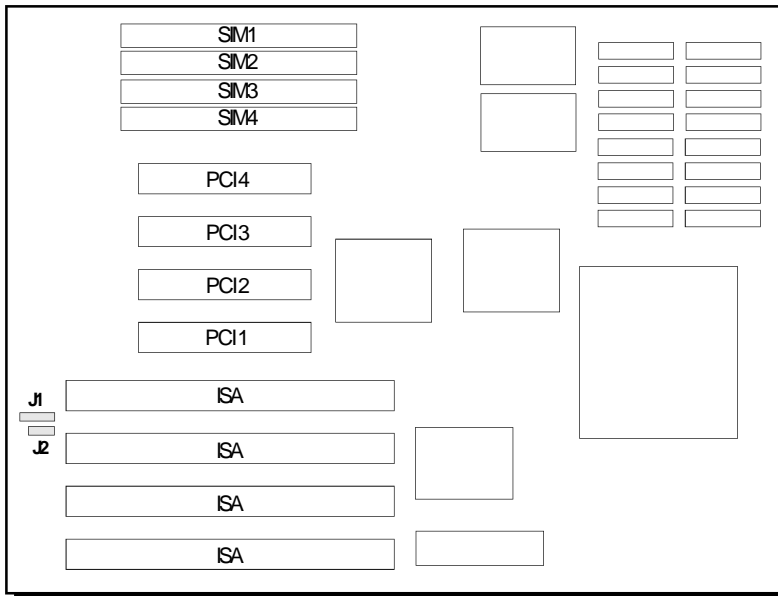 SIM1
SIM2
SIM3
SIM4
PCI4
PCI3
PCI2
PCI1
J1
ISA
J2
ISA
ISA
ISA